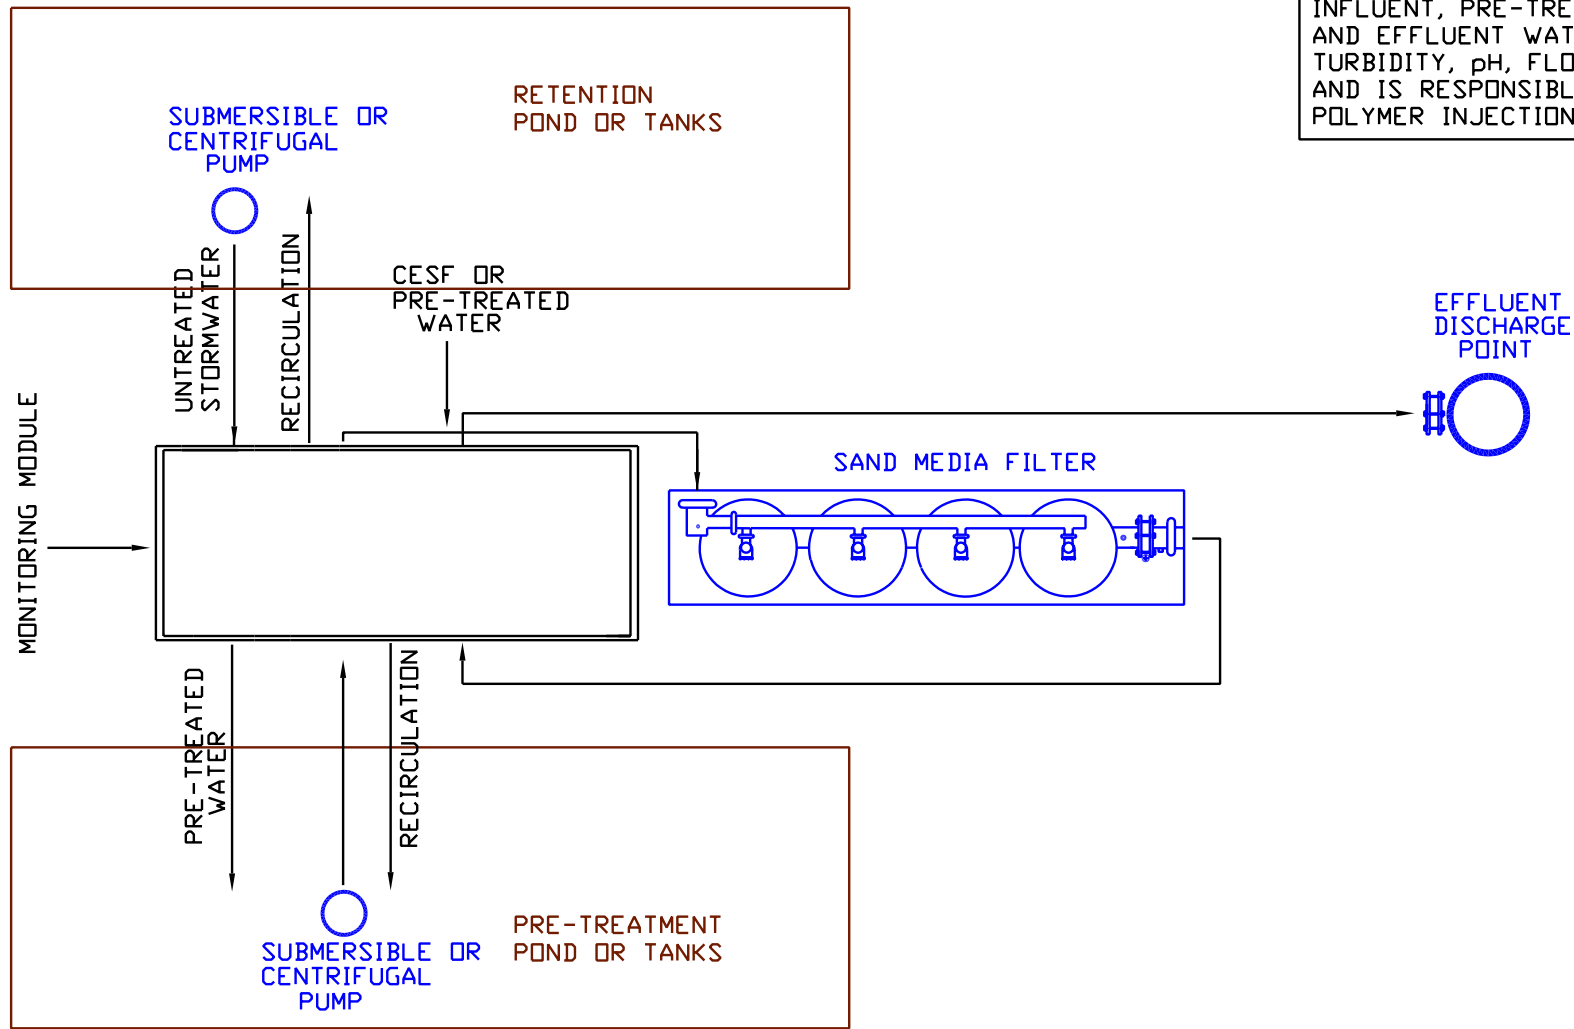 INFLUENT, PRE-TRE
AND EFFLUENT WAT
TURBIDITY, pH, FLO
AND IS RESPONSIBL
POLYMER INJECTION
RETENTION
POND OR TANKS
SUBMERSIBLE OR
CENTRIFUGAL
PUMP
UNTREATED
STORMWATER
RECIRCULATION
CESF OR
PRE-TREATED
WATER
EFFLUENT
DISCHARGE
POINT
MONITORING MODULE
SAND MEDIA FILTER
PRE-TREATED
WATER
RECIRCULATION
SUBMERSIBLE OR
CENTRIFUGAL
PUMP
PRE-TREATMENT
POND OR TANKS